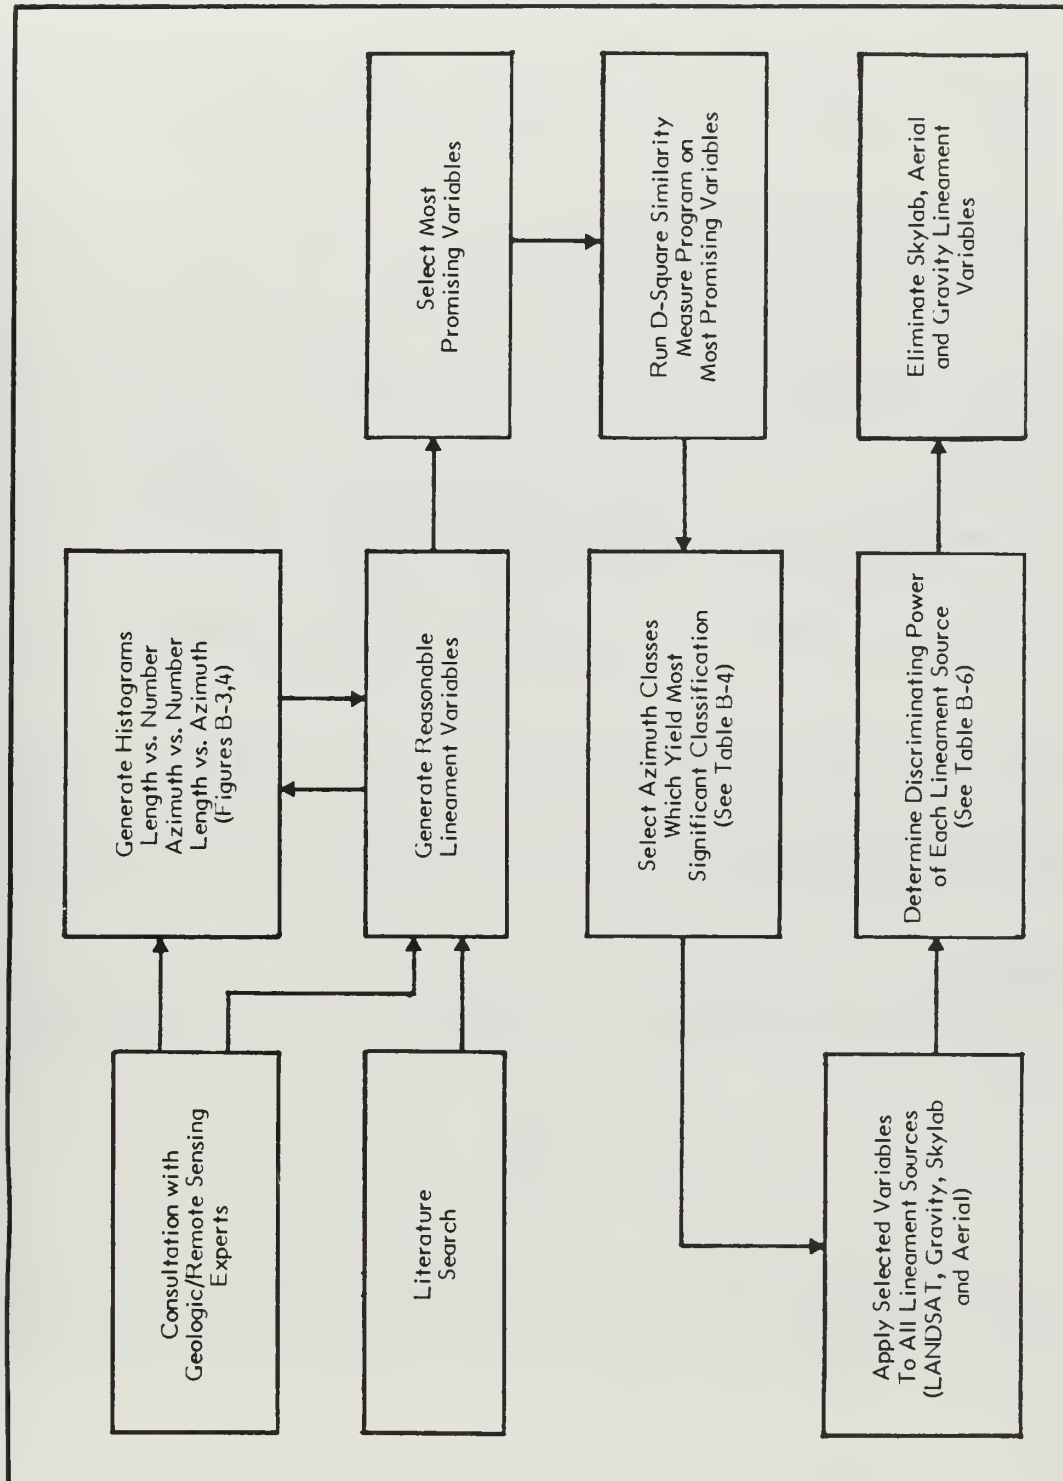 Consultation with
Geologic/Remote Sensing
Experts
Generate Histograms
Length vs. Number
Azimuth vs. Number
Length vs. Azimuth
(Figures B-3,4)
Literature
Search
Generate Reasonable
Lineament Variables
Select Most
Promising Variables
Run D-Square Similarity
Measure Program on
Most Promising Variables
Select Azimuth Classes
Which Yield Most
Significant Classification
(See Table B-4)
Apply Selected Variables
To All Lineament Sources
(LANDSAT, Gravity, Skylab
and Aerial)
Determine Discriminating Power
of Each Lineament Source
(See Table B-6)
Eliminate Skylab, Aerial
and Gravity Lineament
Variables